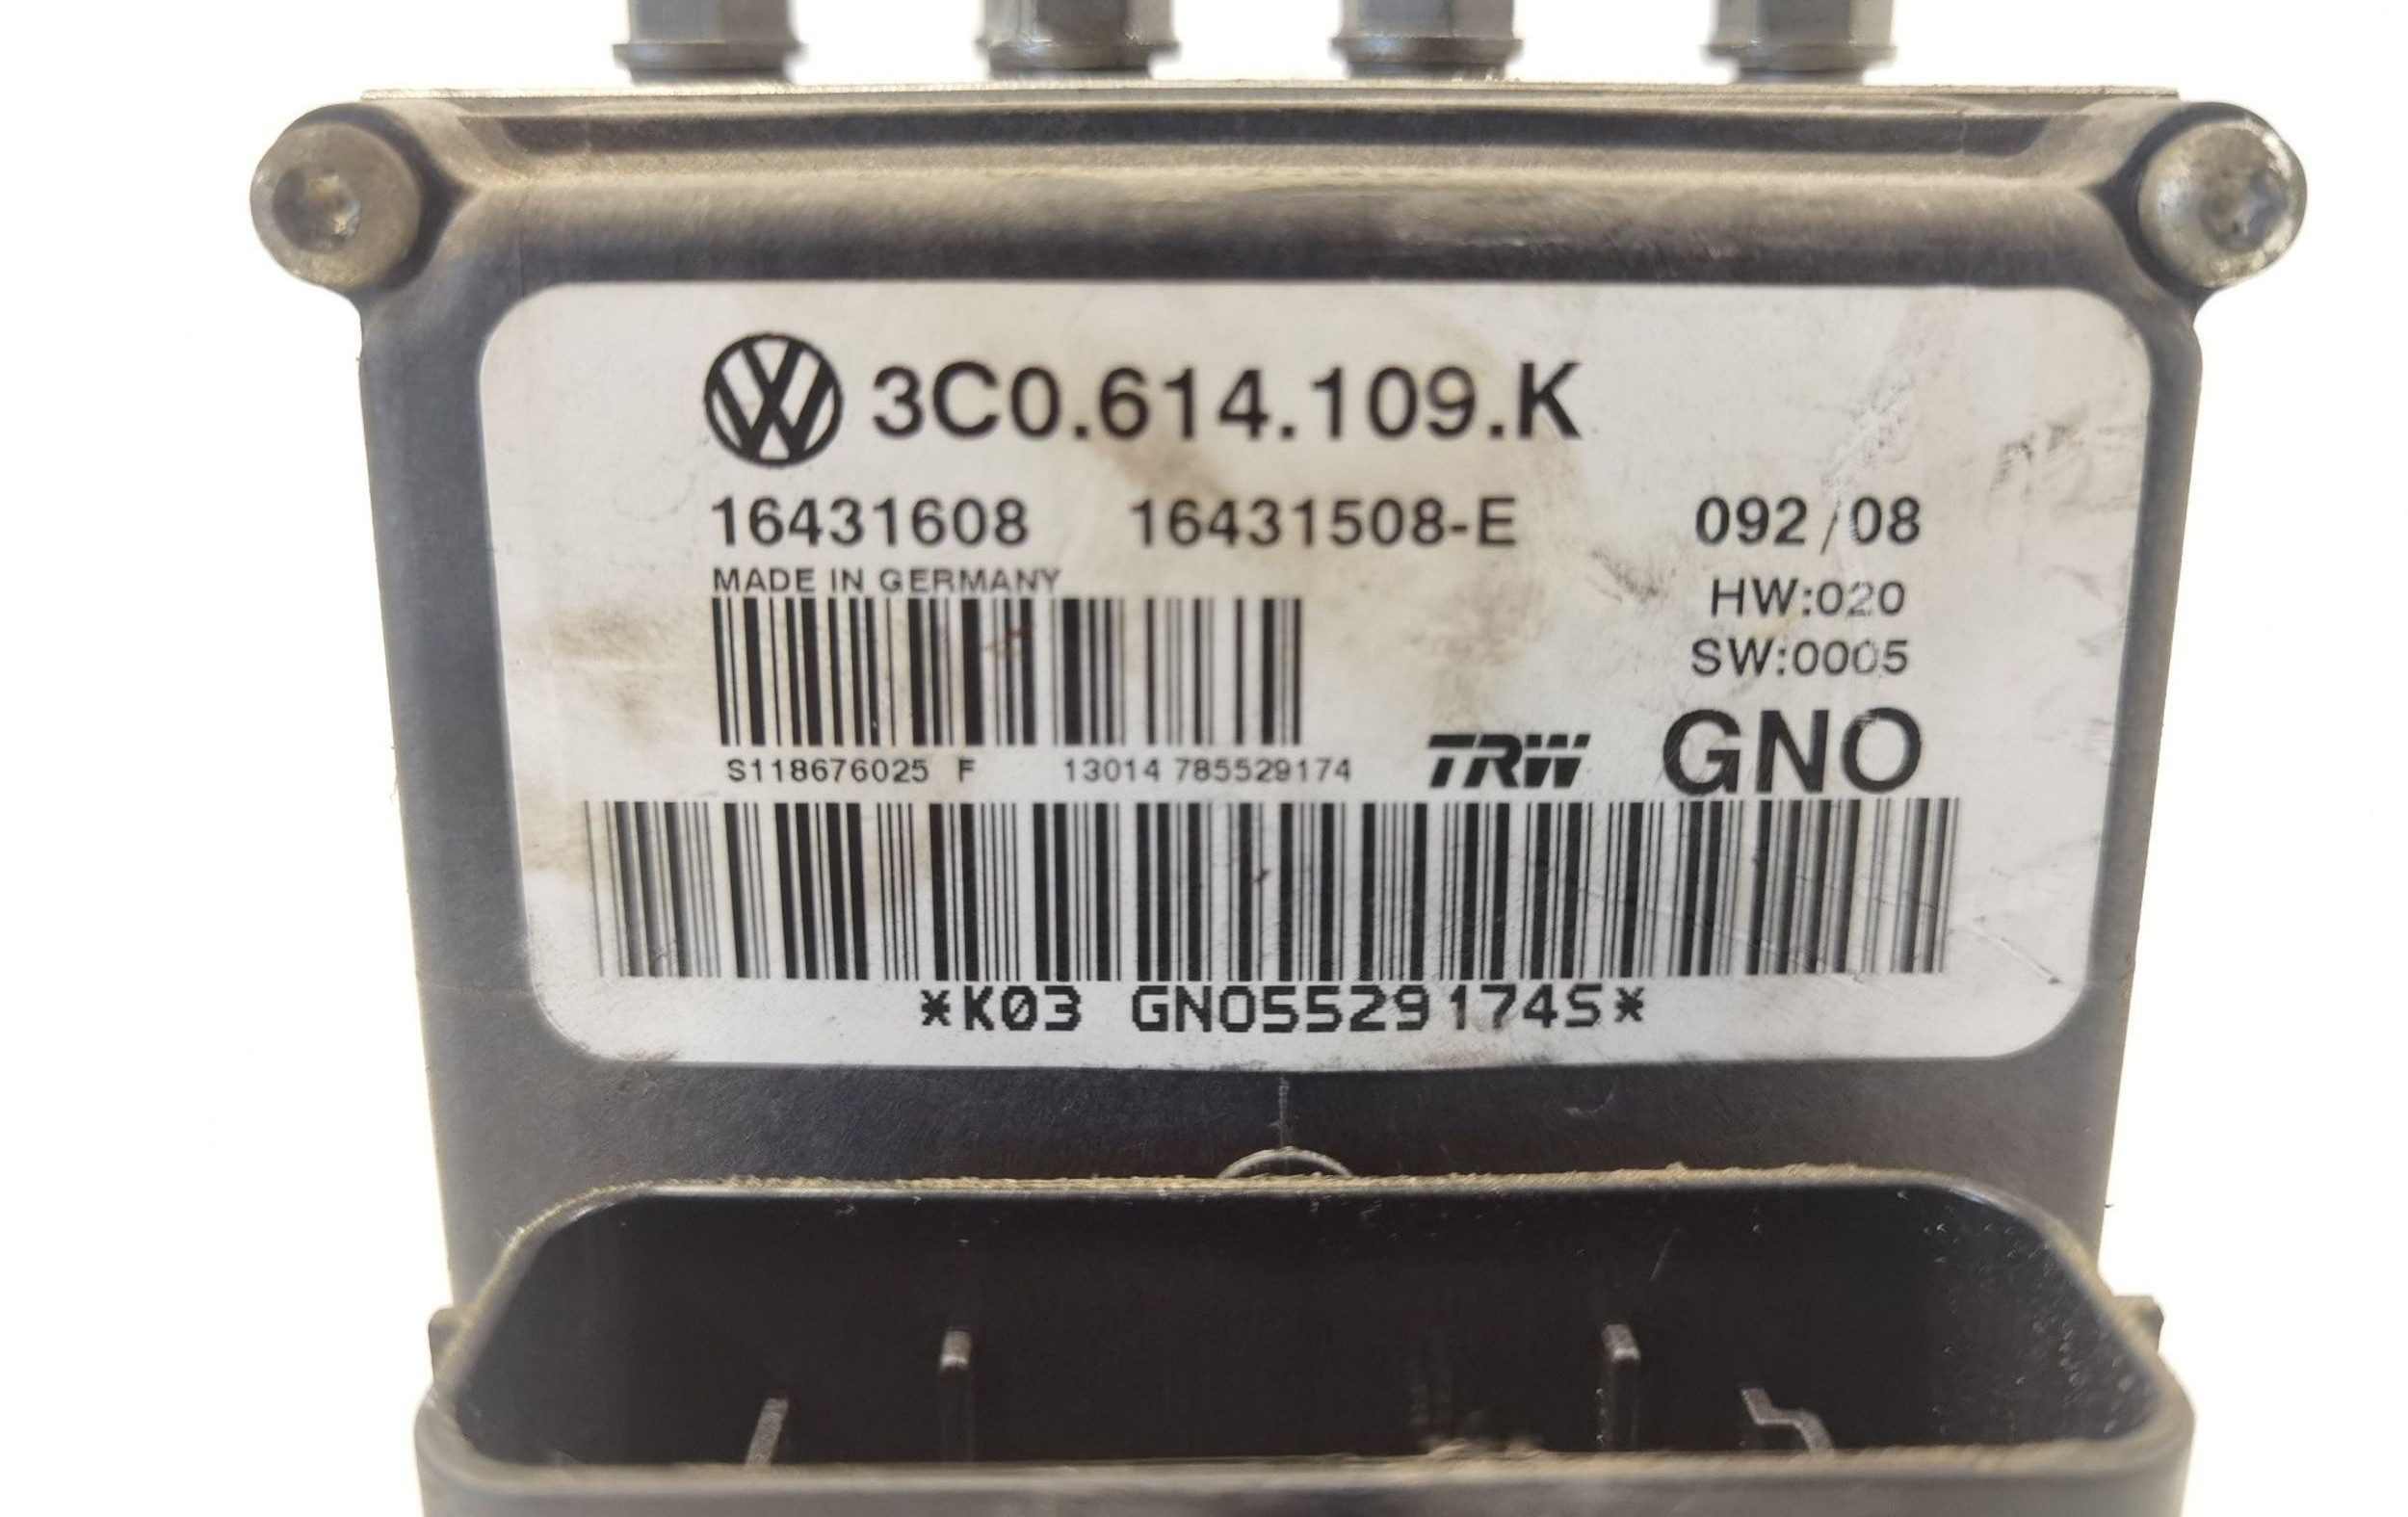 3C0.614.109.K
16431608 16431508-E 092/08
MADE IN GERMANY
HW:020
SW:0005
S118676025 F 13014 785529174 TRW GNO
*K03 GNO5529174S*